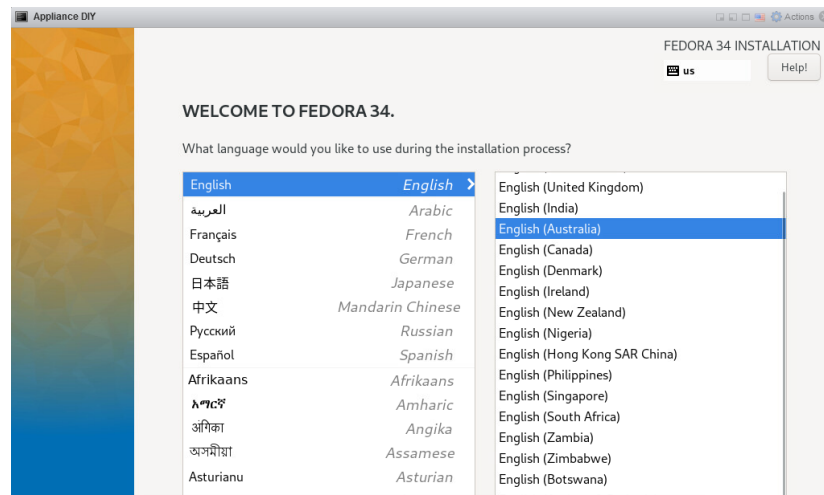 Appliance DIY
Actions
FEDORA 34 INSTALLATION
us
Help!
WELCOME TO FEDORA 34.
What language would you like to use during the installation process?
English English
العربية Arabic
Français French
Deutsch German
日本語 Japanese
中文 Mandarin Chinese
Русский Russian
Español Spanish
Afrikaans Afrikaans
አማርኛ Amharic
अंगिका Angika
অসমীয়া Assamese
Asturianu Asturian
English (United Kingdom)
English (India)
English (Australia)
English (Canada)
English (Denmark)
English (Ireland)
English (New Zealand)
English (Nigeria)
English (Hong Kong SAR China)
English (Philippines)
English (Singapore)
English (South Africa)
English (Zambia)
English (Zimbabwe)
English (Botswana)